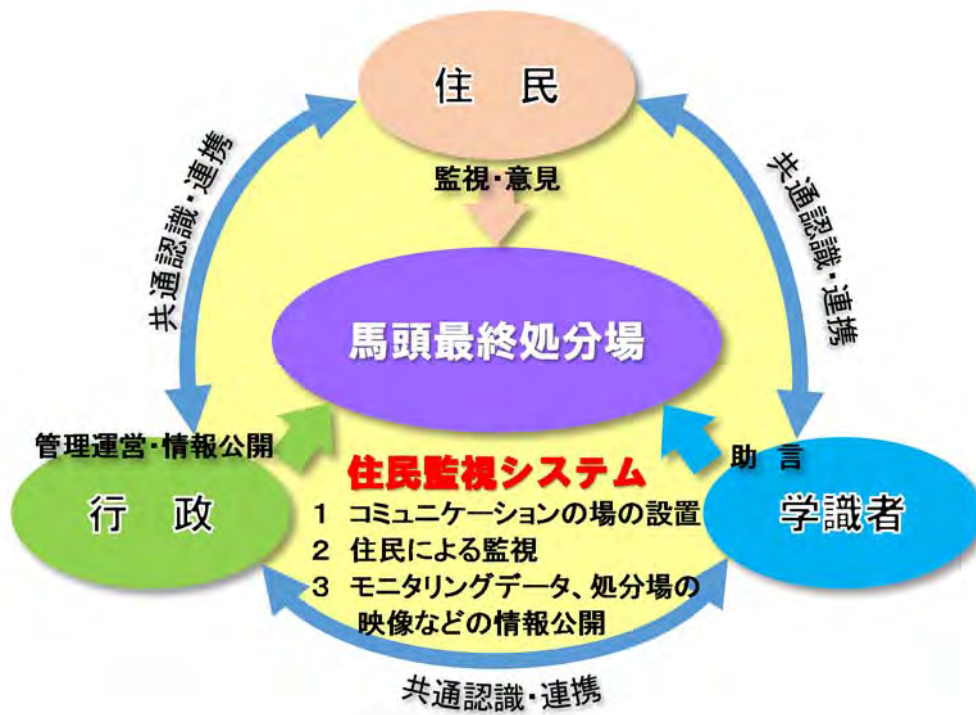 住　民
監視・意見
共通認識・連携
共通認識・連携
馬頭最終処分場
管理運営・情報公開
行　政
助　言
学識者
住民監視システム
1　コミュニケーションの場の設置
2　住民による監視
3　モニタリングデータ、処分場の
映像などの情報公開
共通認識・連携